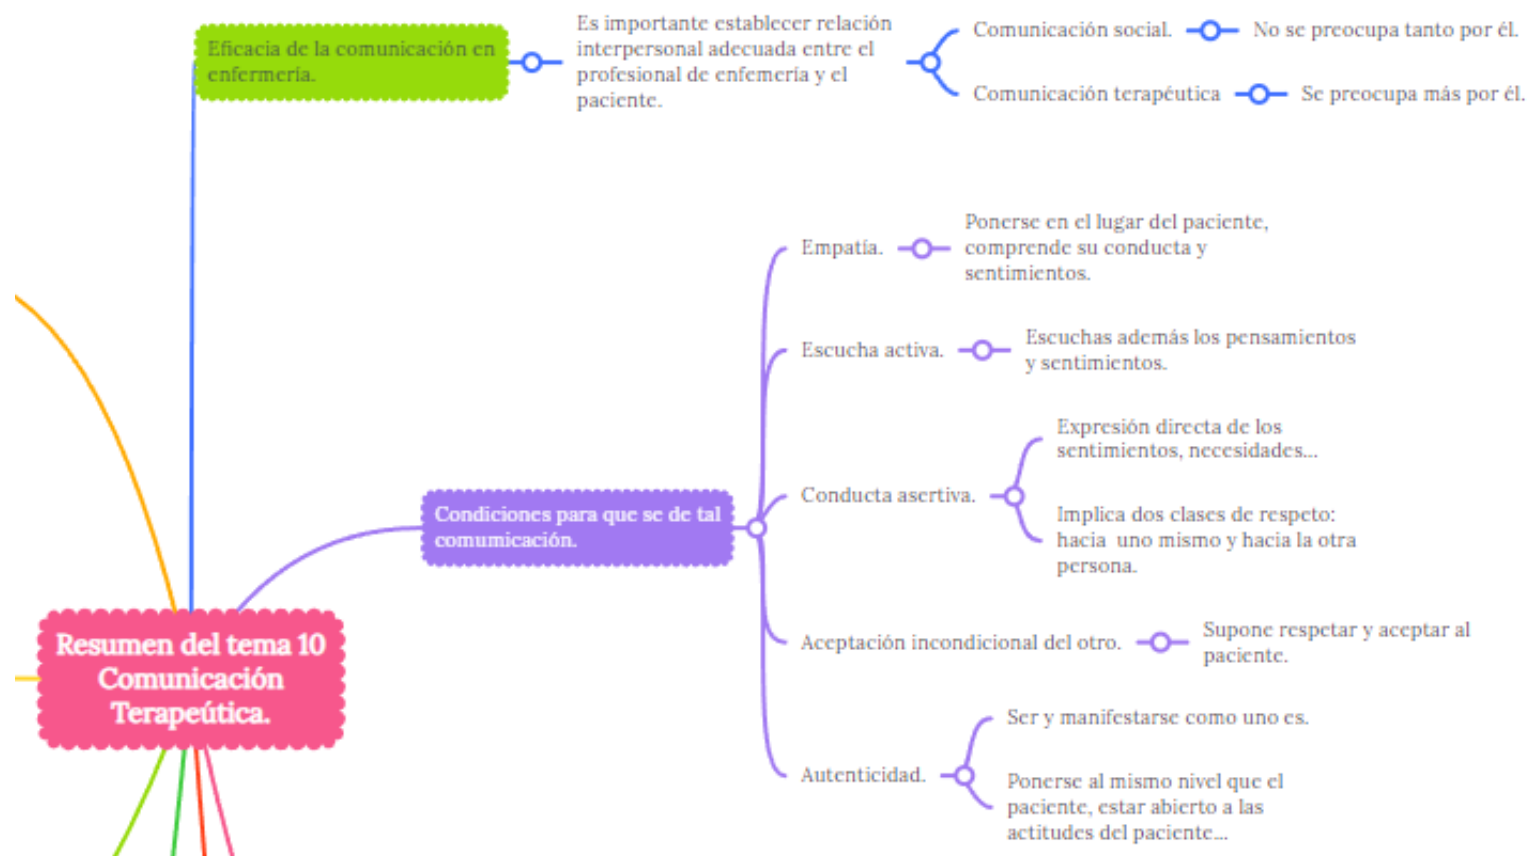 Eficacia de la comunicación en
enfermería.
Es importante establecer relación
interpersonal adecuada entre el
profesional de enfemería y el
paciente.
Comunicación social.
No se preocupa tanto por él.
Comunicación terapéutica
Se preocupa más por él.
Condiciones para que se de tal
comumicación.
Empatía.
Ponerse en el lugar del paciente,
comprende su conducta y
sentimientos.
Escucha activa.
Escuchas además los pensamientos
y sentimientos.
Conducta asertiva.
Expresión directa de los
sentimientos, necesidades...
Implica dos clases de respeto:
hacia uno mismo y hacia la otra
persona.
Aceptación incondicional del otro.
Supone respetar y aceptar al
paciente.
Autenticidad.
Ser y manifestarse como uno es.
Ponerse al mismo nivel que el
paciente, estar abierto a las
actitudes del paciente...
Resumen del tema 10
Comunicación
Terapeútica.